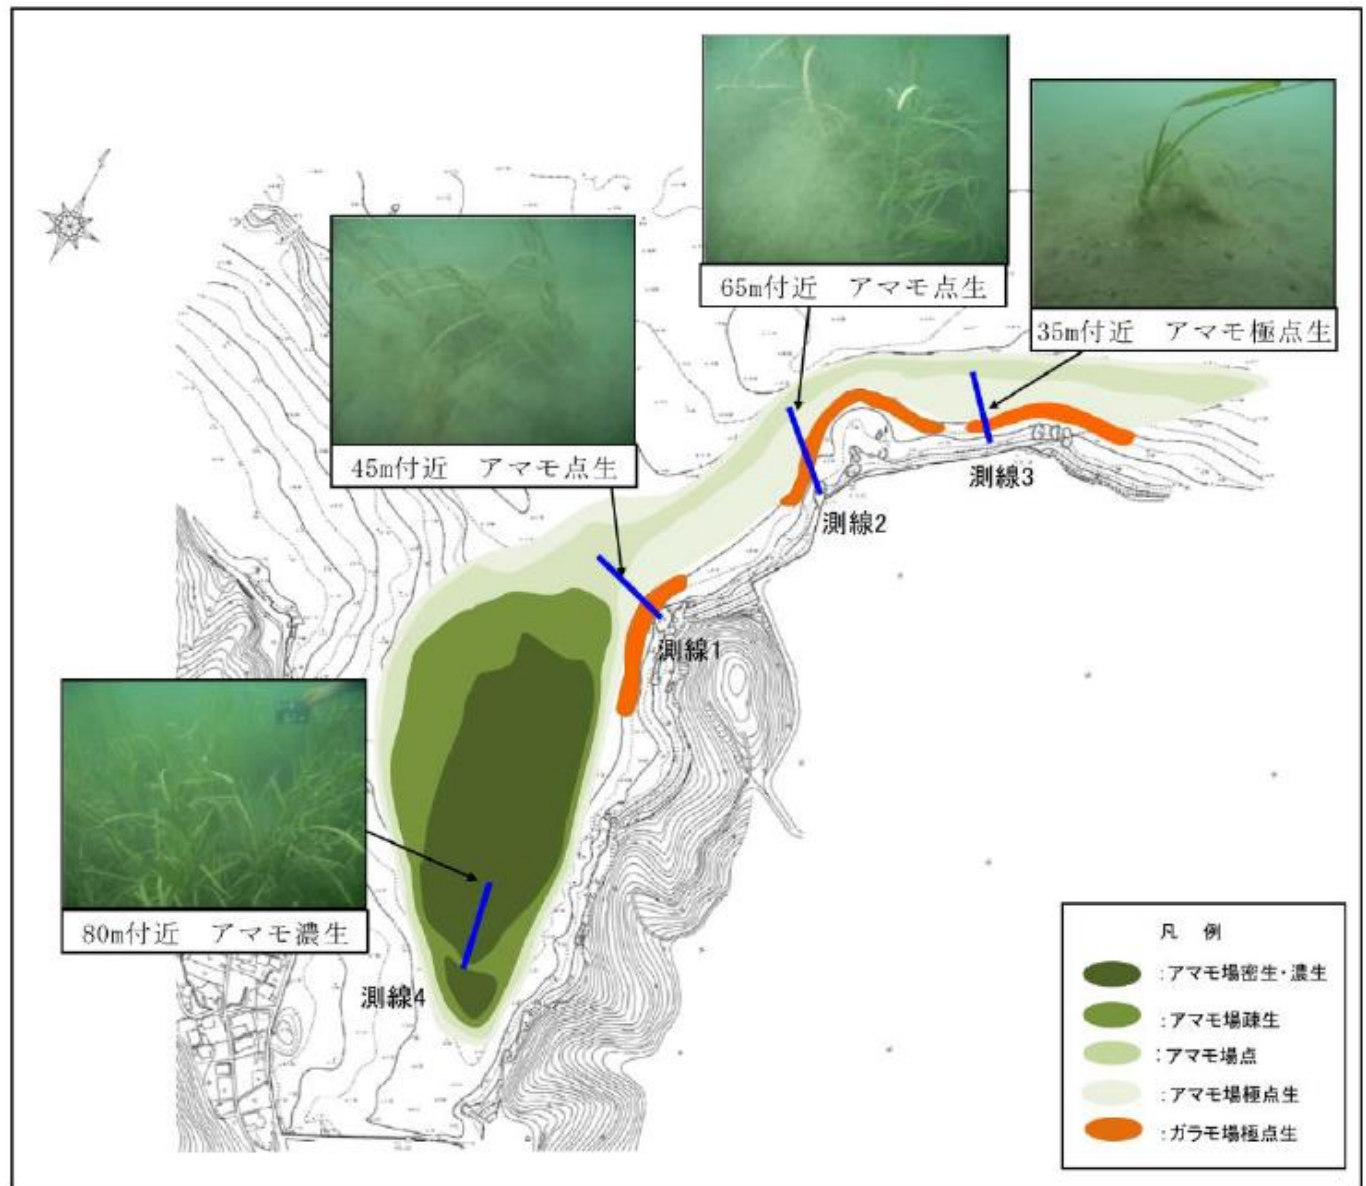 65m付近 アマモ点生
35m付近 アマモ極点生
45m付近 アマモ点生
測線3
測線2
測線1
80m付近 アマモ濃生
測線4
凡 例
:アマモ場密生・濃生
:アマモ場疎生
:アマモ場点
:アマモ場極点生
:ガラモ場極点生